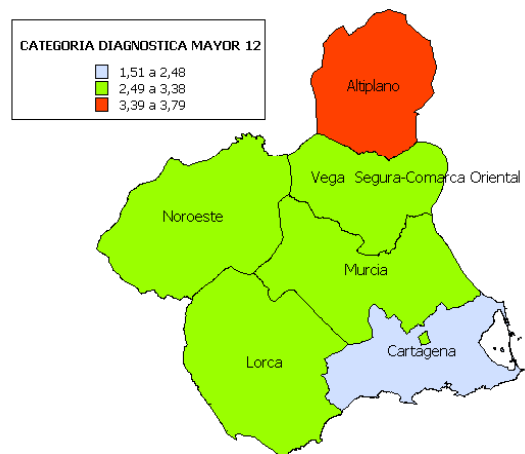 CATEGORIA DIAGNOSTICA MAYOR 12
1,51 a 2,48
2,49 a 3,38
3,39 a 3,79
Altiplano
Vega Segura-Comarca Oriental
Noroeste
Murcia
Cartagena
Lorca